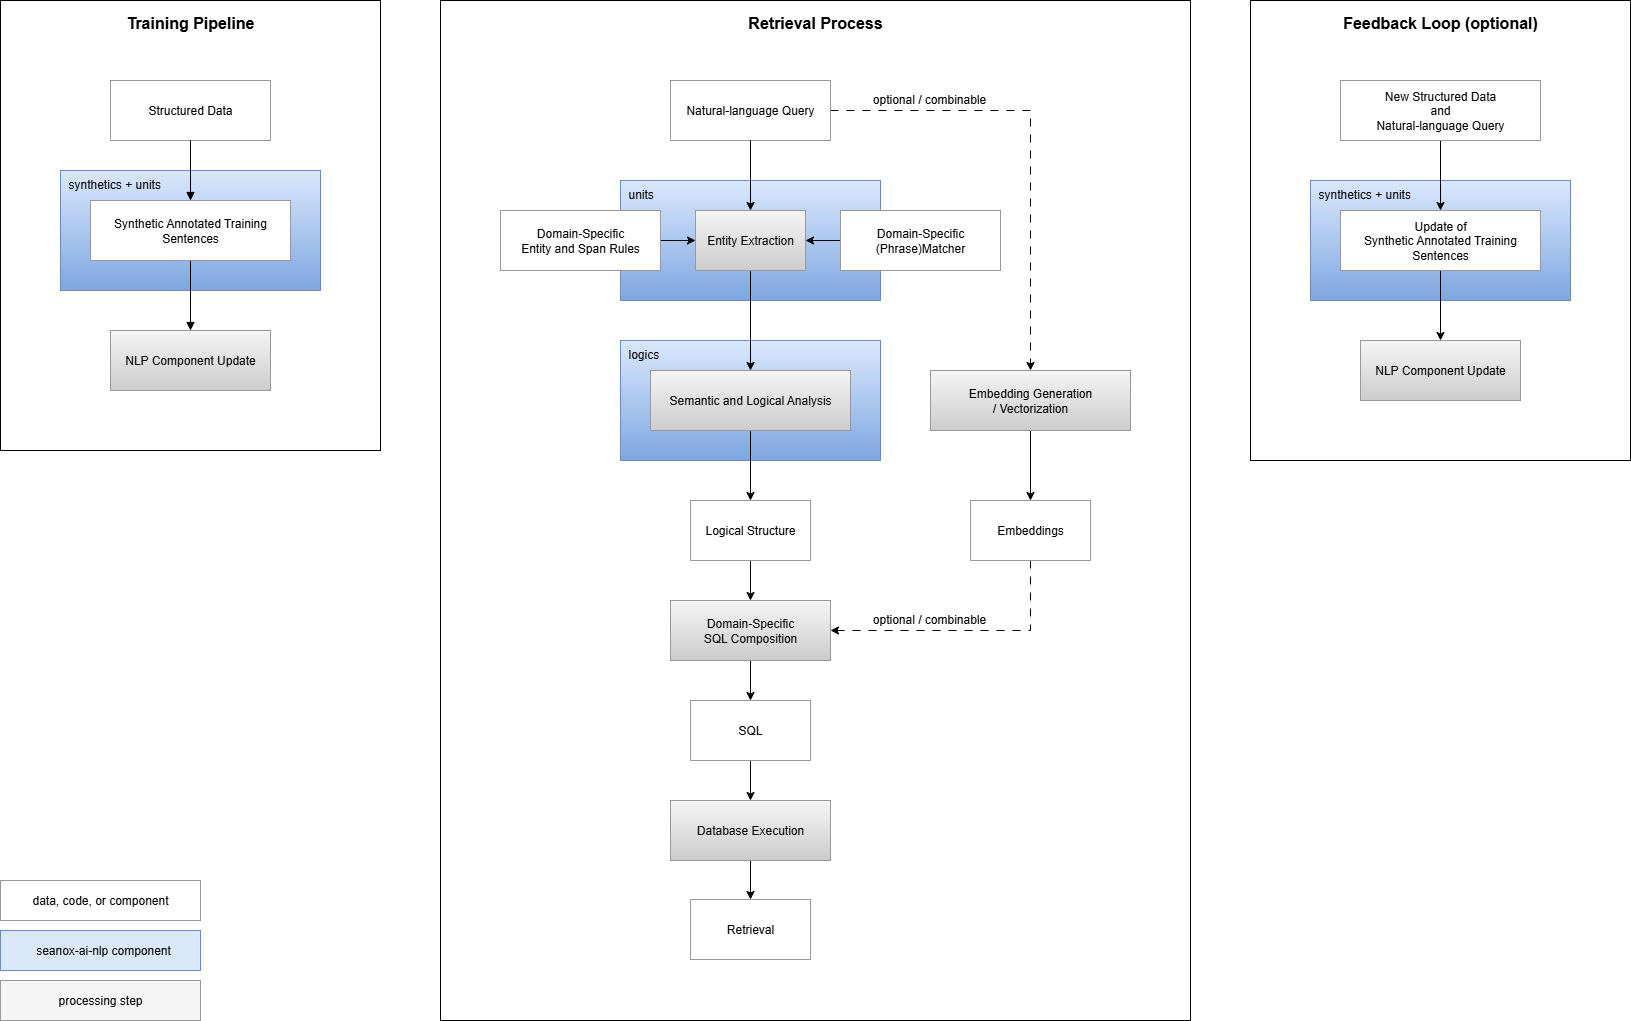 Training Pipeline
Structured Data
synthetics + units
Synthetic Annotated Training
Sentences
NLP Component Update
Retrieval Process
Natural-language Query
optional / combinable
units
Domain-Specific
Entity and Span Rules
Entity Extraction
Domain-Specific
(Phrase)Matcher
logics
Semantic and Logical Analysis
Embedding Generation
/ Vectorization
Logical Structure
Embeddings
Domain-Specific
SQL Composition
optional / combinable
SQL
Database Execution
Retrieval
Feedback Loop (optional)
New Structured Data
and
Natural-language Query
synthetics + units
Update of
Synthetic Annotated Training
Sentences
NLP Component Update
data, code, or component
seanox-ai-nlp component
processing step